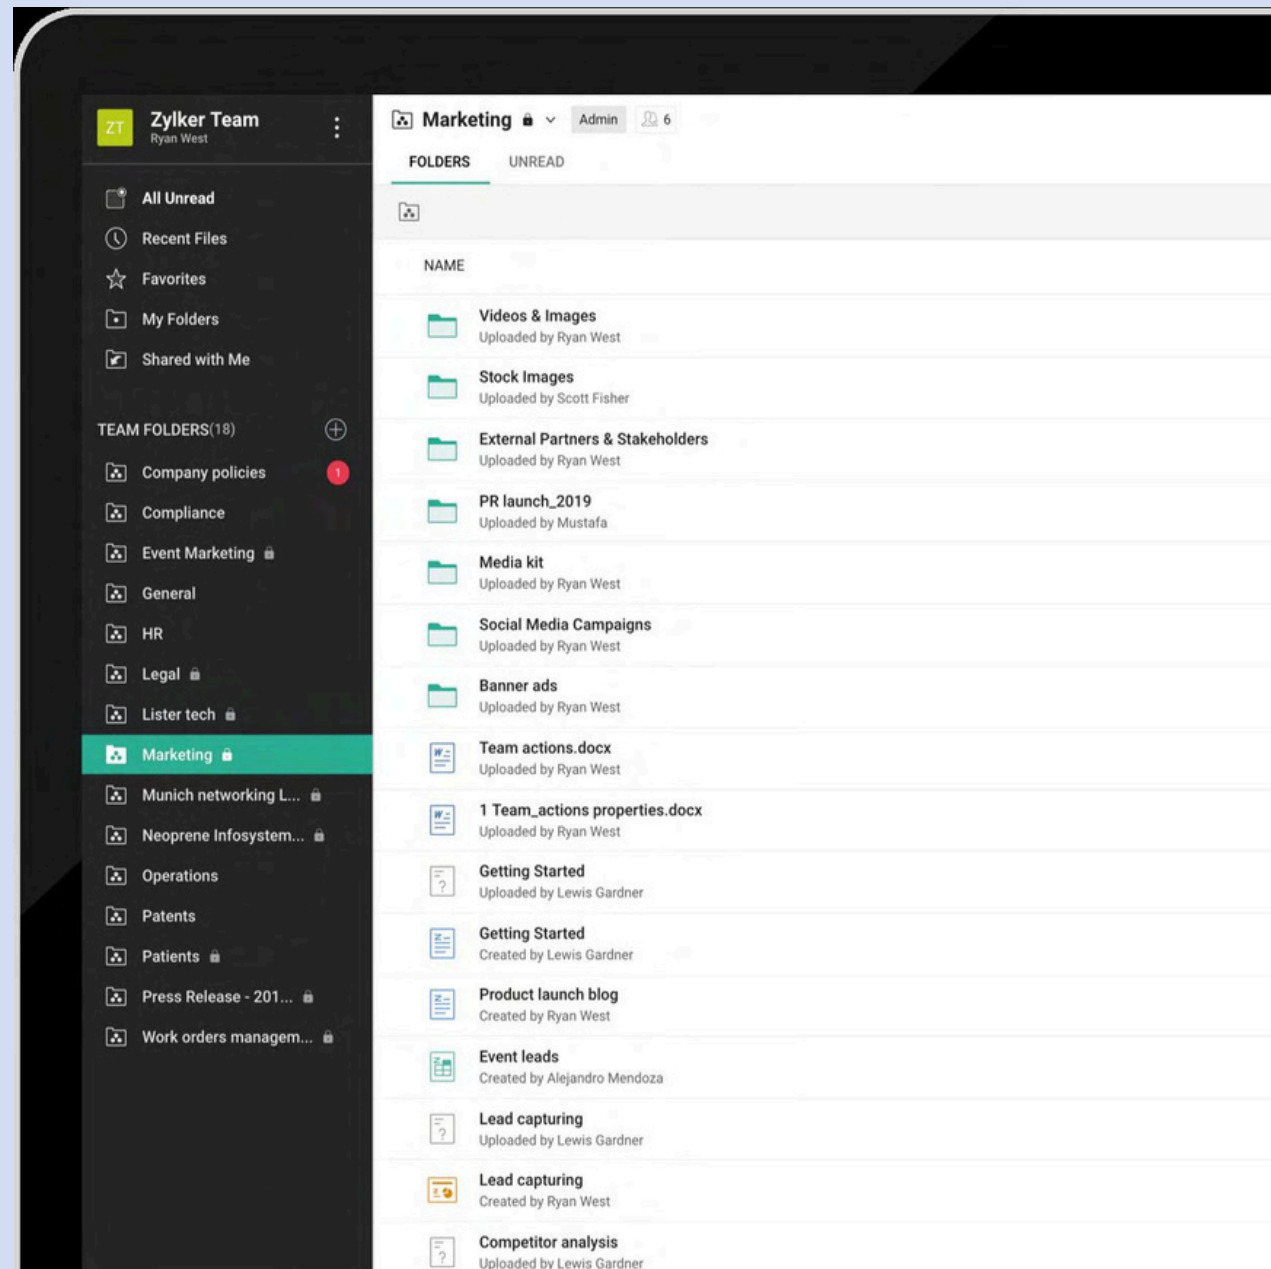 ZT
Zylker Team
Ryan West
All Unread
Recent Files
Favorites
My Folders
Shared with Me
TEAM FOLDERS(18)
Company policies
1
Compliance
Event Marketing
General
HR
Legal
Lister tech
Marketing
Munich networking L...
Neoprene Infosystem...
Operations
Patents
Patients
Press Release - 201...
Work orders managem...
Marketing
Admin
6
FOLDERS
UNREAD
NAME
Videos & Images
Uploaded by Ryan West
Stock Images
Uploaded by Scott Fisher
External Partners & Stakeholders
Uploaded by Ryan West
PR launch_2019
Uploaded by Mustafa
Media kit
Uploaded by Ryan West
Social Media Campaigns
Uploaded by Ryan West
Banner ads
Uploaded by Ryan West
Team actions.docx
Uploaded by Ryan West
1 Team_actions properties.docx
Uploaded by Ryan West
Getting Started
Uploaded by Lewis Gardner
Getting Started
Created by Lewis Gardner
Product launch blog
Created by Ryan West
Event leads
Created by Alejandro Mendoza
Lead capturing
Uploaded by Lewis Gardner
Lead capturing
Created by Ryan West
Competitor analysis
Uploaded by Lewis Gardner